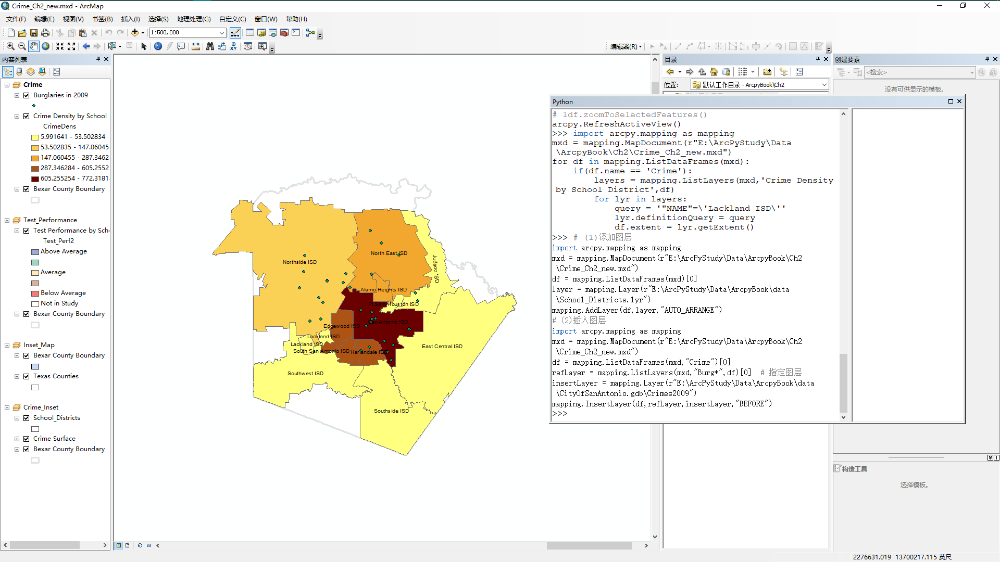 Crime_Ch2_new.mxd - ArcMap
文件(F) 编辑(E) 视图(V) 书签(B) 插入(I) 选择(S) 地理处理(G) 自定义(C) 窗口(W) 帮助(H)
1:500,000
编辑器(R)
内容列表
Crime
Burglaries in 2009
Crime Density by School
CrimeDens
5.991641 - 53.502834
53.502835 - 147.06045
147.060455 - 287.3462
287.346284 - 605.2552
605.255254 - 772.3181
Bexar County Boundary
Test_Performance
Test Performance by Sch
Test_Perf2
Above Average
Average
Below Average
Not in Study
Bexar County Boundary
Inset_Map
Bexar County Boundary
Texas Counties
Crime_Inset
School_Districts
Crime Surface
Bexar County Boundary
Northside ISD
North East ISD
Judson ISD
Alamo Heights ISD
Ft Sam Houston ISD
San Antonio ISD
Edgewood ISD
Lackland ISD
Lackland ISD
South San Antonio ISD
Harlandale ISD
East Central ISD
Southwest ISD
Southside ISD
目录
位置: 默认工作目录 - ArcpyBook\Ch2
创建要素
<搜索>
没有可供显示的模板。
Python
# ldf.zoomToSelectedFeatures()
arcpy.RefreshActiveView()
>>> import arcpy.mapping as mapping
mxd = mapping.MapDocument(r"E:\ArcPyStudy\Data
\ArcpyBook\Ch2\Crime_Ch2_new.mxd")
for df in mapping.ListDataFrames(mxd):
    if(df.name == 'Crime'):
        layers = mapping.ListLayers(mxd,'Crime Density
by School District',df)
        for lyr in layers:
            query = '"NAME"=\'Lackland ISD\''
            lyr.definitionQuery = query
            df.extent = lyr.getExtent()
>>> # (1)添加图层
import arcpy.mapping as mapping
mxd = mapping.MapDocument(r"E:\ArcPyStudy\Data\ArcpyBook\Ch2
\Crime_Ch2_new.mxd")
df = mapping.ListDataFrames(mxd)[0]
layer = mapping.Layer(r"E:\ArcPyStudy\Data\ArcpyBook\data
\School_Districts.lyr")
mapping.AddLayer(df,layer,"AUTO_ARRANGE")
# (2)插入图层
import arcpy.mapping as mapping
mxd = mapping.MapDocument(r"E:\ArcPyStudy\Data\ArcpyBook\Ch2
\Crime_Ch2_new.mxd")
df = mapping.ListDataFrames(mxd,"Crime")[0]
refLayer = mapping.ListLayers(mxd,"Burg*",df)[0]  # 指定图层
insertLayer = mapping.Layer(r"E:\ArcPyStudy\Data\ArcpyBook\data
\CityOfSanAntonio.gdb\Crimes2009")
mapping.InsertLayer(df,refLayer,insertLayer,"BEFORE")
>>>
构造工具
选择模板。
2276631.019 13700217.115 英尺